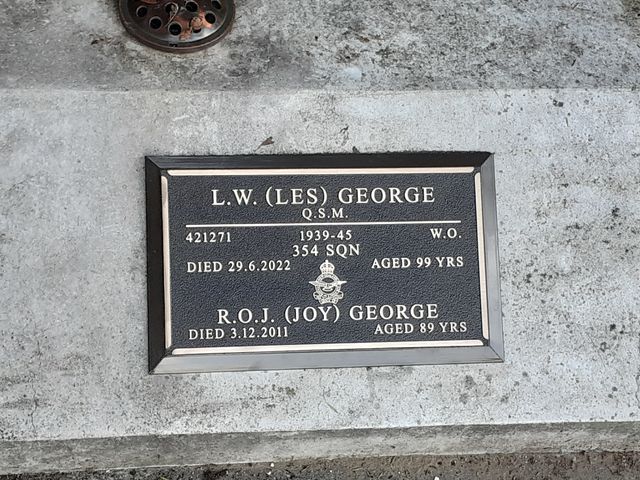 L.W. (LES) GEORGE
Q.S.M.
421271 1939-45 W.O.
354 SQN
DIED 29.6.2022 AGED 99 YRS
R.O.J. (JOY) GEORGE
DIED 3.12.2011 AGED 89 YRS